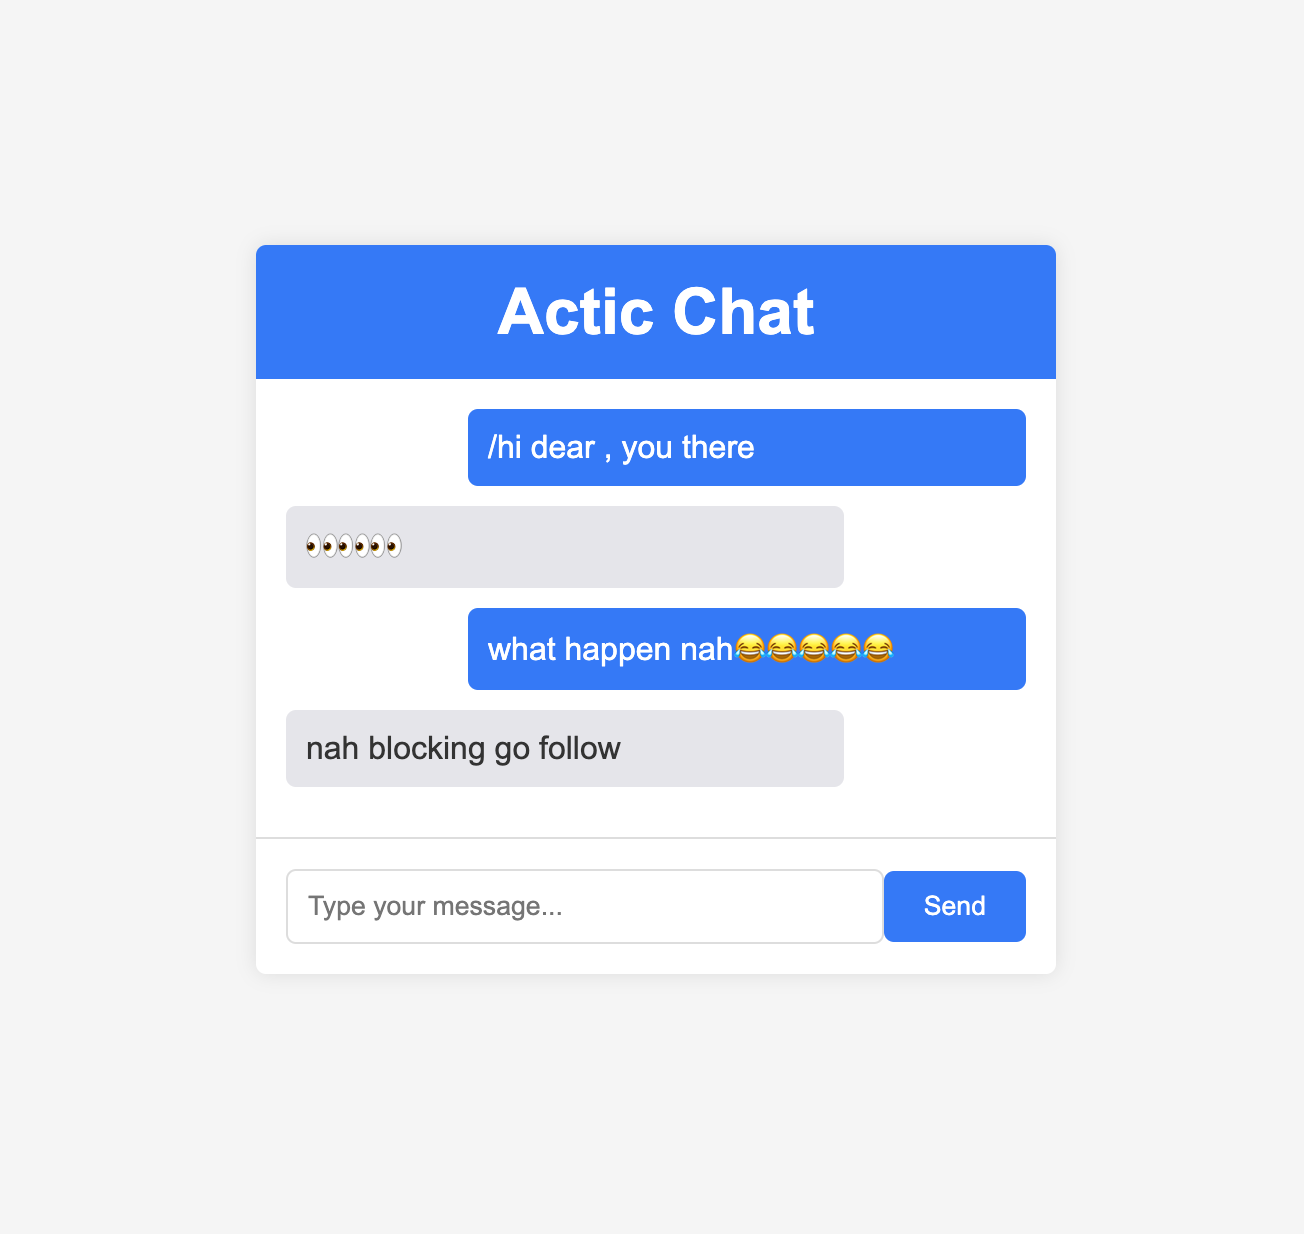 Actic Chat
/hi dear , you there
👀👀👀
what happen nah😂😂😂😂😂
nah blocking go follow
Type your message...
Send